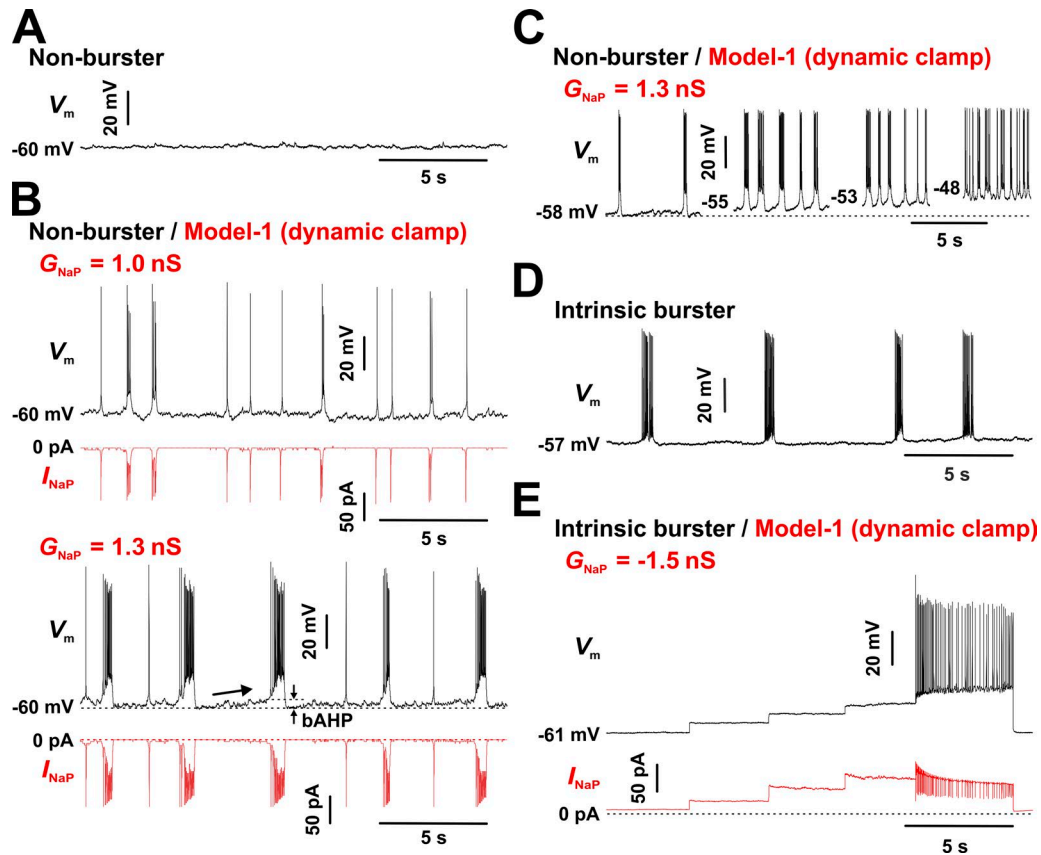 A
Non-burster
Vm
20 mV
-60 mV
5 s
B
Non-burster / Model-1 (dynamic clamp)
GNaP = 1.0 nS
Vm
20 mV
-60 mV
0 pA
INaP
50 pA
5 s
GNaP = 1.3 nS
Vm
20 mV
-60 mV
bAHP
0 pA
INaP
50 pA
5 s
C
Non-burster / Model-1 (dynamic clamp)
GNaP = 1.3 nS
Vm
20 mV
-58 mV
-55
-53
-48
5 s
D
Intrinsic burster
Vm
20 mV
-57 mV
5 s
E
Intrinsic burster / Model-1 (dynamic clamp)
GNaP = -1.5 nS
Vm
20 mV
-61 mV
INaP
50 pA
0 pA
5 s